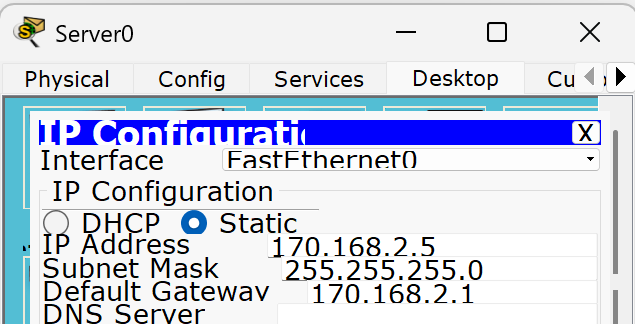 Server0
Physical Config Services Desktop
IP Configurati
X
Interface FastEthernet0
IP Configuration
DHCP Static
IP Address 170.168.2.5
Subnet Mask 255.255.255.0
Default Gateway 170.168.2.1
DNS Server